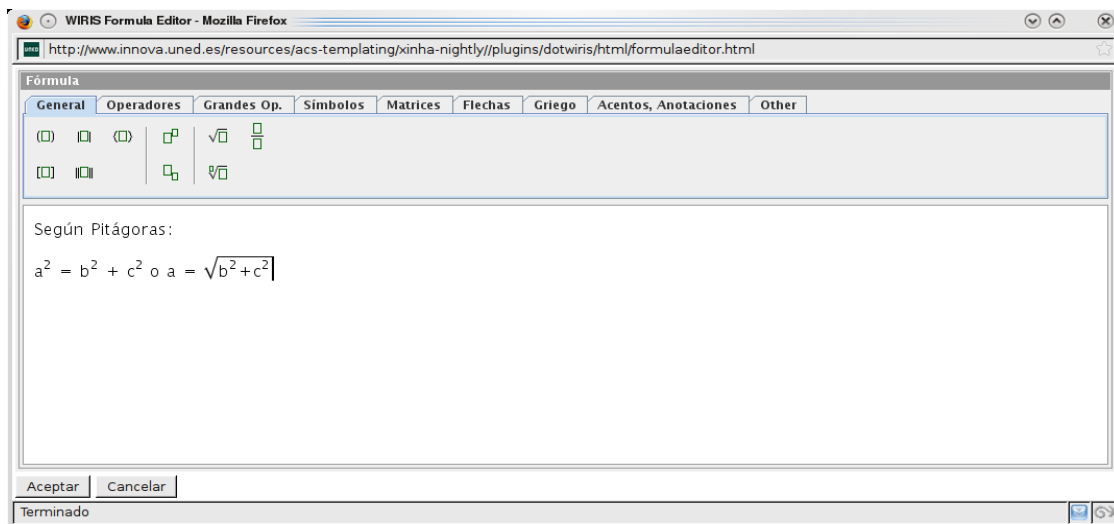 WIRIS Formula Editor - Mozilla Firefox
uned http://www.innova.uned.es/resources/acs-templating/xinha-nightly//plugins/dotwiris/html/formulaeditor.html
Fórmula
General Operadores Grandes Op. Símbolos Matrices Flechas Griego Acentos, Anotaciones Other
Según Pitágoras:
a² = b² + c² o a = √(b²+c²)
Aceptar Cancelar
Terminado